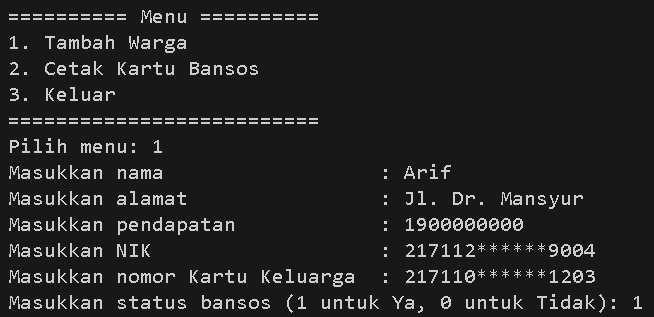 ========== Menu ==========
1. Tambah Warga
2. Cetak Kartu Bansos
3. Keluar
==========================
Pilih menu: 1
Masukkan nama                  : Arif
Masukkan alamat                : Jl. Dr. Mansyur
Masukkan pendapatan            : 1900000000
Masukkan NIK                   : 217112******9004
Masukkan nomor Kartu Keluarga  : 217110******1203
Masukkan status bansos (1 untuk Ya, 0 untuk Tidak): 1